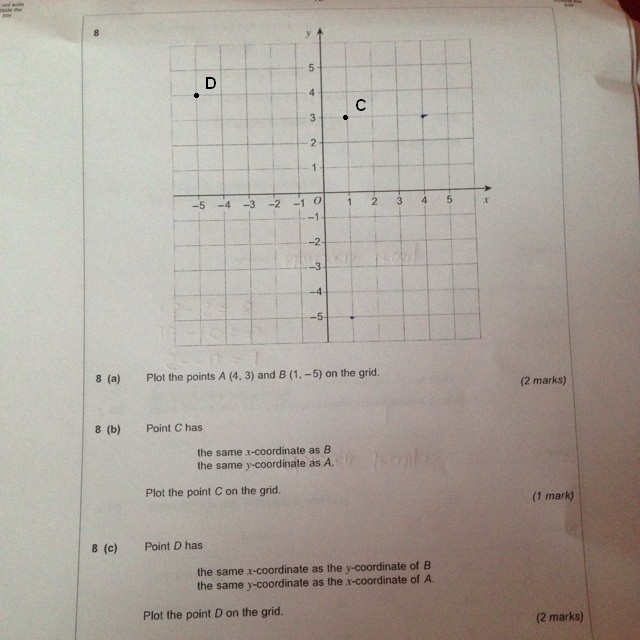 8
y
5
D
4
C
3
2
1
−5 −4 −3 −2 −1 O 1 2 3 4 5 x
−1
−2
−3
−4
−5
8 (a) Plot the points A (4, 3) and B (1, −5) on the grid.
(2 marks)
8 (b) Point C has
the same x-coordinate as B
the same y-coordinate as A.
Plot the point C on the grid.
(1 mark)
8 (c) Point D has
the same x-coordinate as the y-coordinate of B
the same y-coordinate as the x-coordinate of A.
Plot the point D on the grid.
(2 marks)